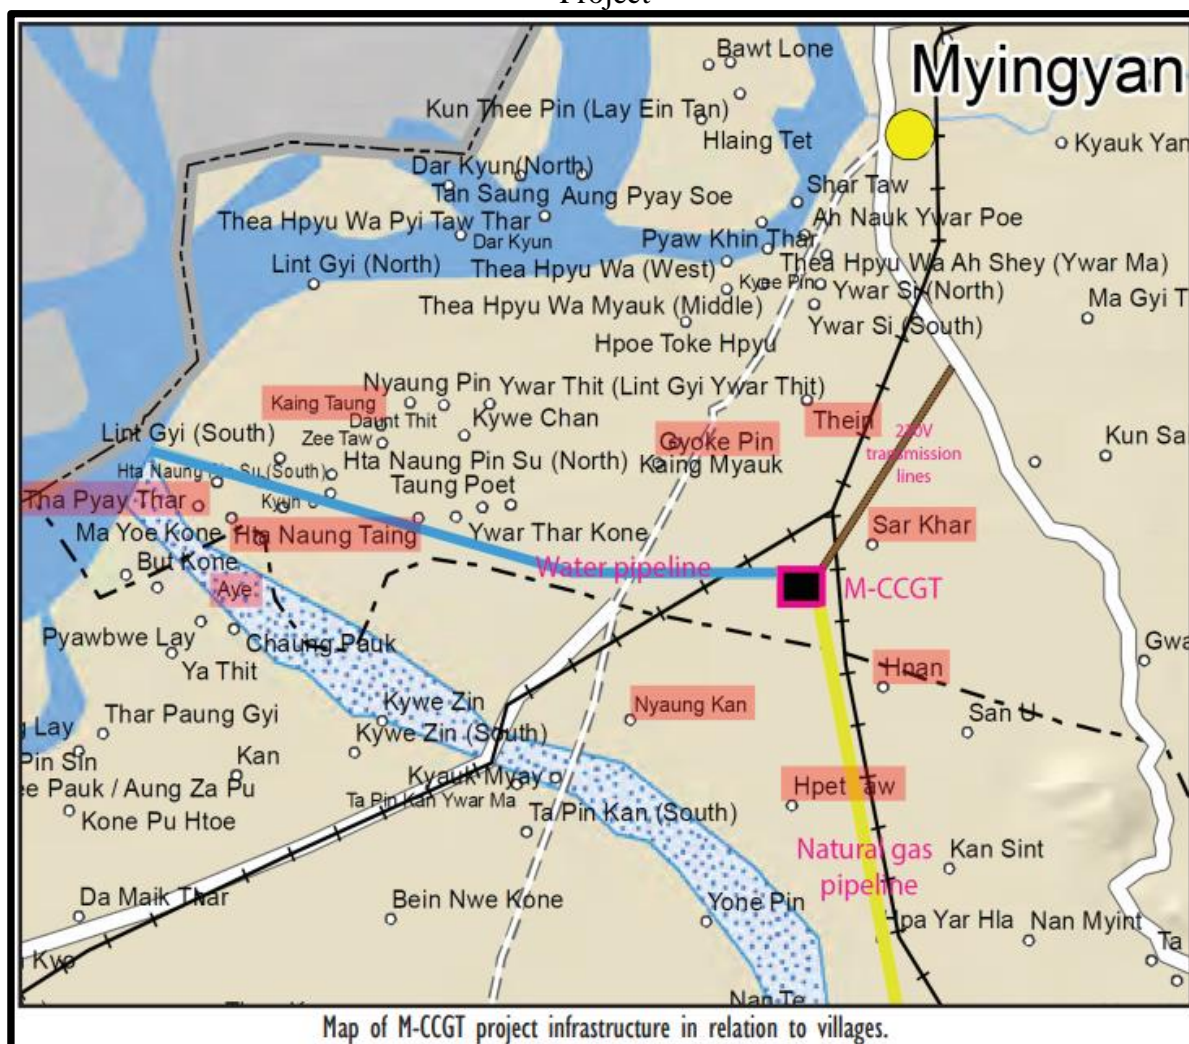 Project
Bawt Lone
Myingyan
Kun Thee Pin (Lay Ein Tan)
Hlaing Tet
Kyauk Yan
Dar Kyun(North)
Tan Saung
Aung Pyay Soe
Shar Taw
Thea Hpyu Wa Pyi Taw Thar
Ah Nauk Ywar Poe
Dar Kyun
Pyaw Khin Thar
Lint Gyi (North)
Thea Hpyu Wa (West)
Thea Hpyu Wa Ah Shey (Ywar Ma)
Kyee Pin
Ywar Si (North)
Thea Hpyu Wa Myauk (Middle)
Ma Gyi T
Ywar Si (South)
Hpoe Toke Hpyu
Nyaung Pin
Ywar Thit (Lint Gyi Ywar Thit)
Kaing Taung
Daunt Thit
Kywe Chan
Thein
Lint Gyi (South)
Zee Taw
Gyoke Pin
transmission
lines
Kun Sa
Hta Naung Pin Su (South)
Hta Naung Pin Su (North)
Kaing Myauk
Tha Pyay Thar
Taung Poet
Ma Yoe Kone
Hta Naung Taing
Ywar Thar Kone
Sar Khar
But Kone
Water pipeline
M-CCGT
Aye
Pyawbwe Lay
Chaung Pauk
Gwa
Ya Thit
Hnan
Kywe Zin
Nyaung Kan
San U
Lay
Thar Paung Gyi
Kywe Zin (South)
Pin Sin
Kan
Kyauk Myay
ee Pauk / Aung Za Pu
Ta Pin Kan Ywar Ma
Hpet Taw
Kone Pu Htoe
Ta Pin Kan (South)
Natural gas
pipeline
Kan Sint
Da Maik Thar
Bein Nwe Kone
Yone Pin
Hpa Yar Hla
Nan Myint
Ta
Kyo
Nan Te
Map of M-CCGT project infrastructure in relation to villages.